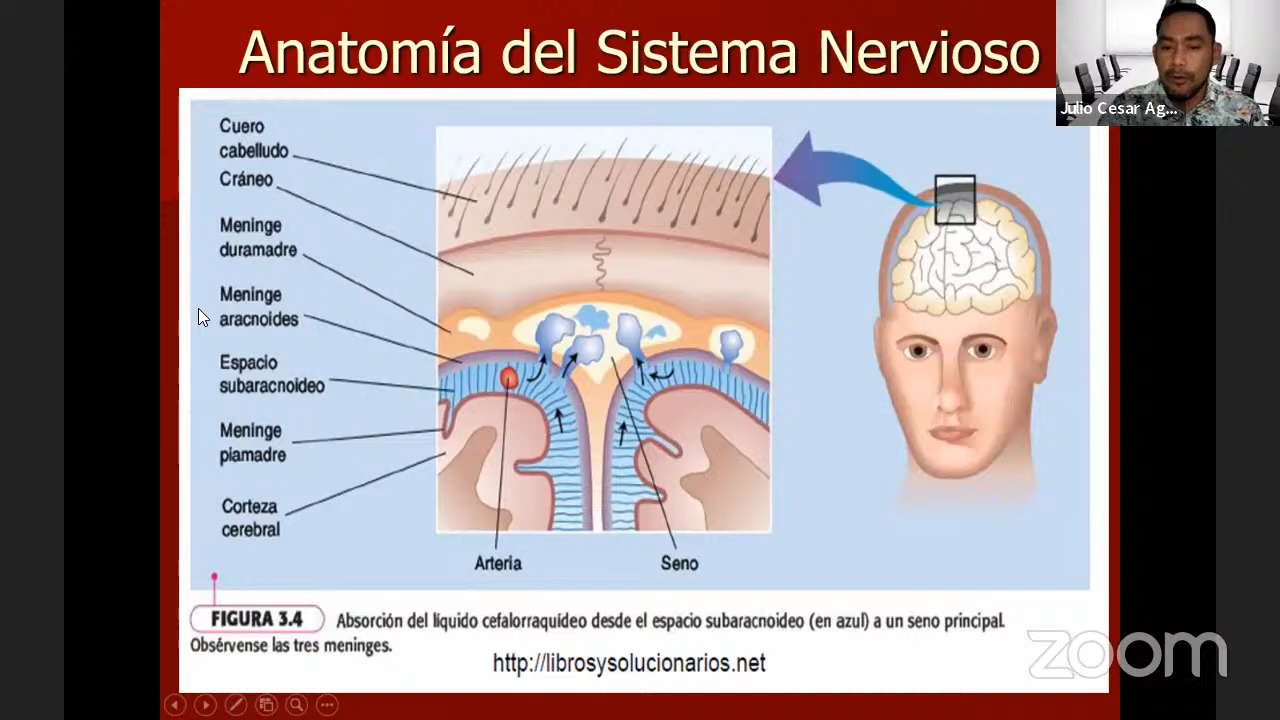 Anatomía del Sistema Nervioso
Julio Cesar Ag...
Cuero
cabelludo
Cráneo
Meninge
duramadre
Meninge
aracnoides
Espacio
subaracnoideo
Meninge
piamadre
Corteza
cerebral
Arteria
Seno
FIGURA 3.4 Absorción del líquido cefalorraquídeo desde el espacio subaracnoideo (en azul) a un seno principal.
Obsérvense las tres meninges.
http://librosysolucionarios.net
zoom